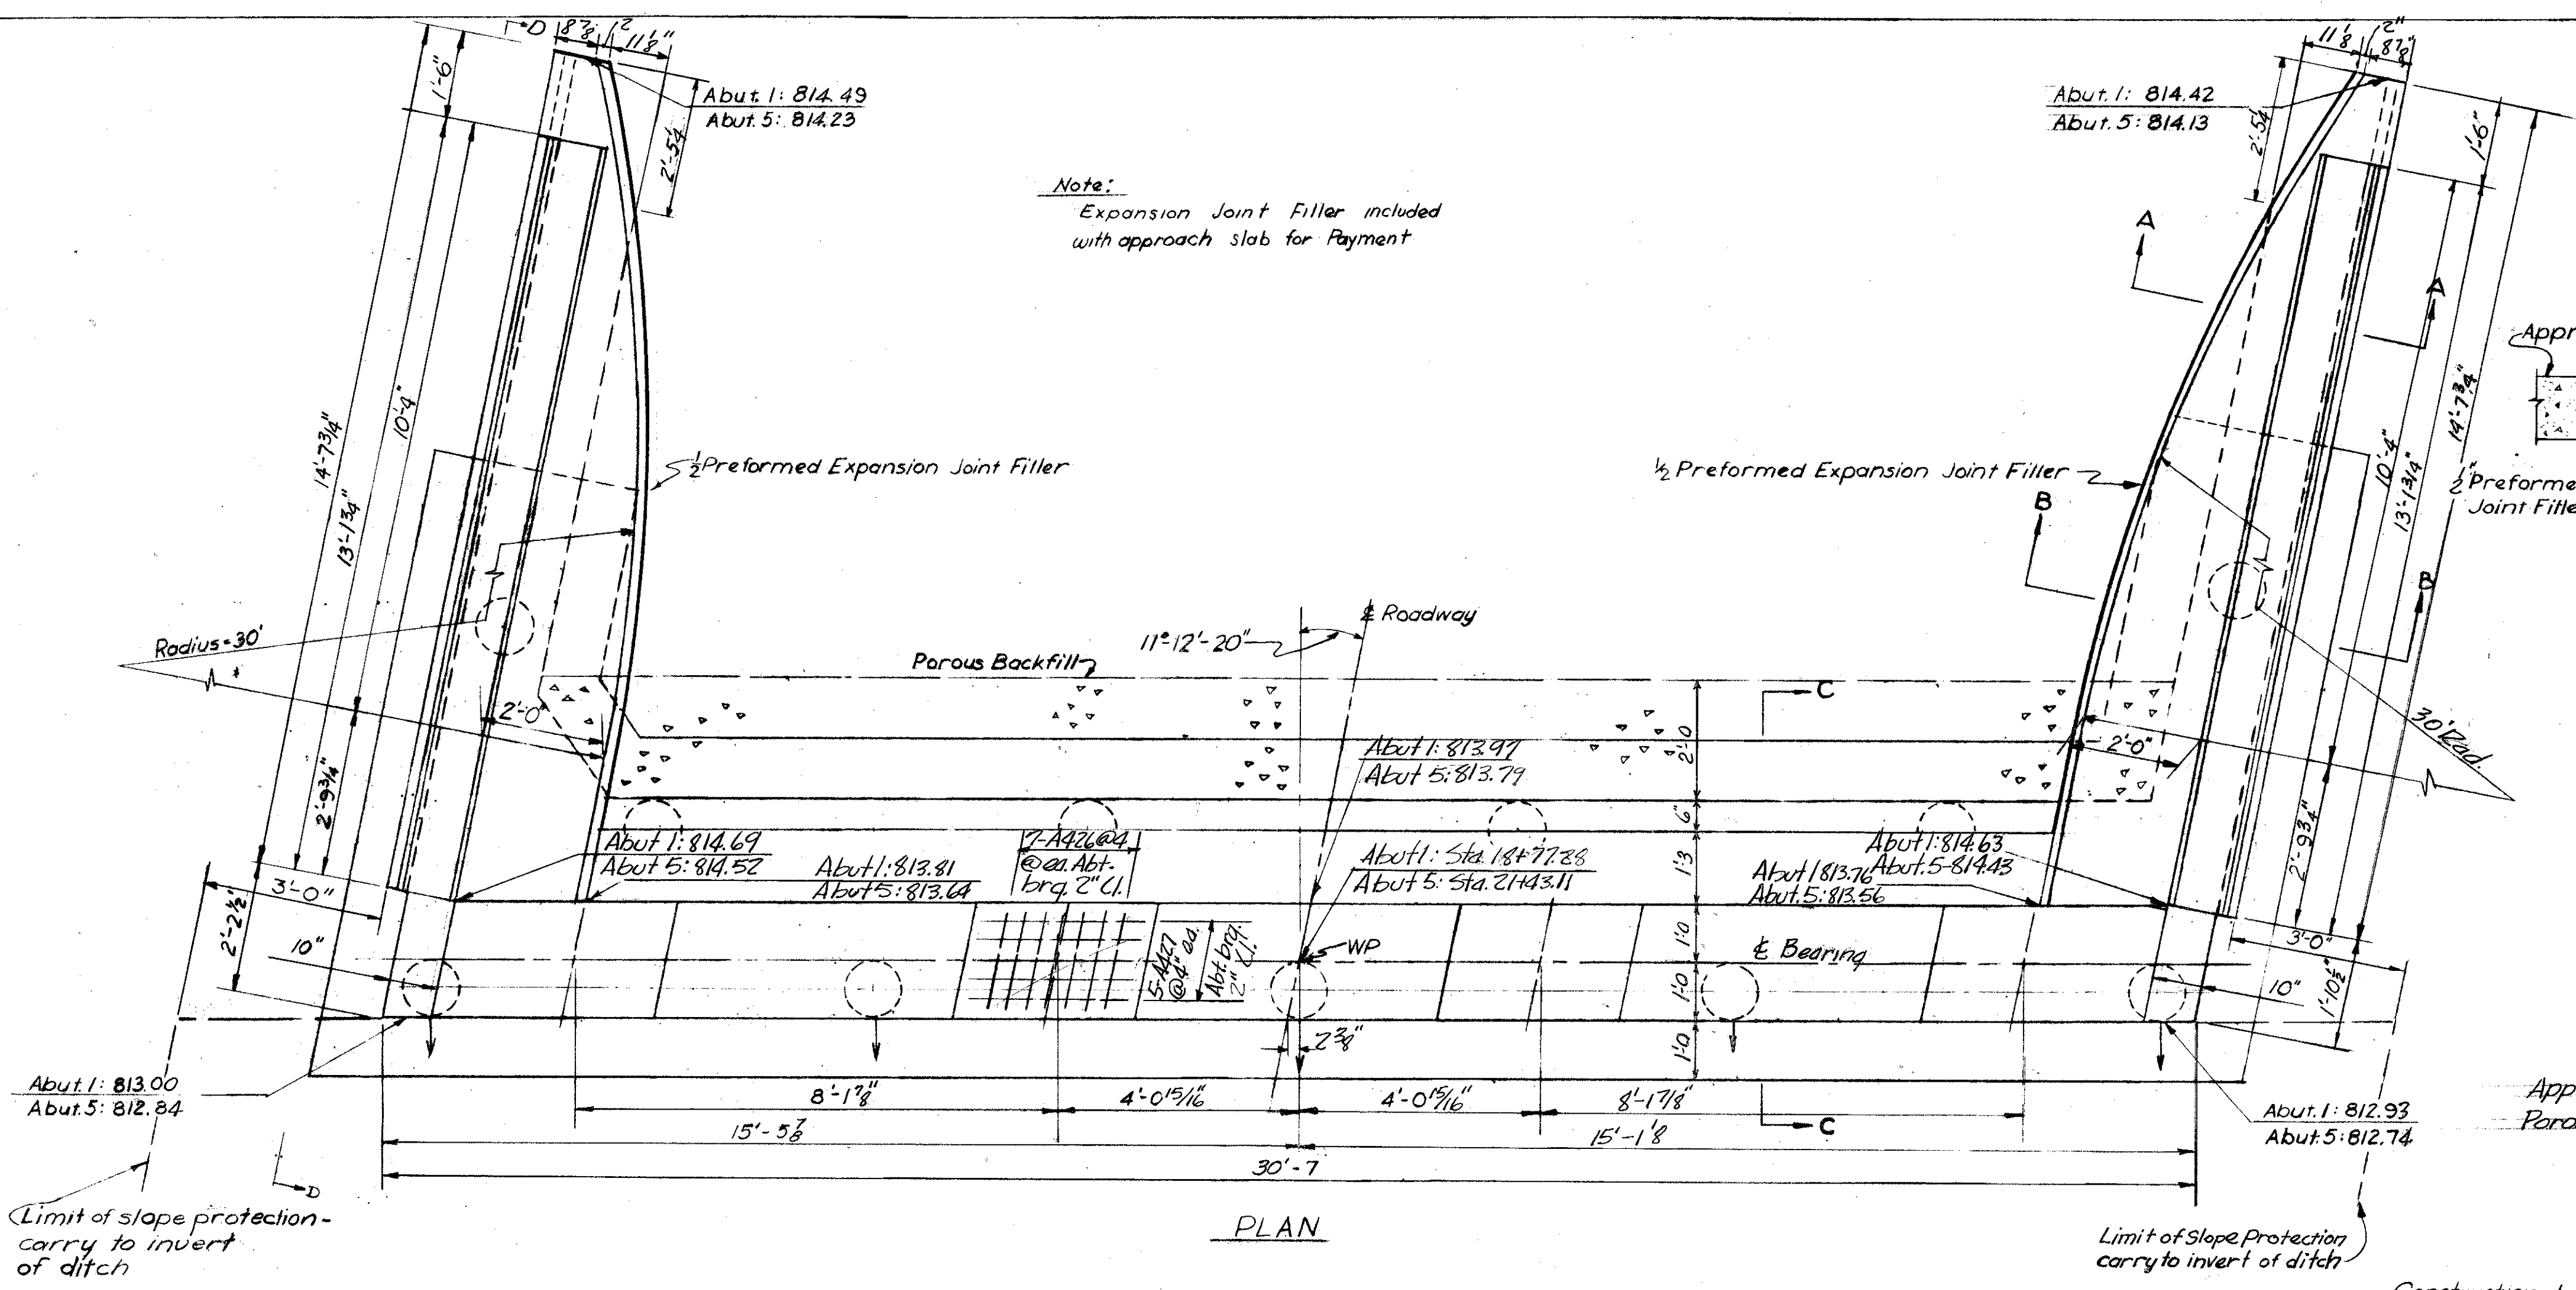 D
8 7/8
2
11 1/8"
1'-6"
Abut. 1: 814.49
Abut. 5: 814.23
2'-5 1/4
14'-7 3/4"
13'-1 3/4"
10'-4"
Note:
Expansion Joint Filler included
with approach slab for Payment
11 1/8
2"
8 7/8"
Abut. 1: 814.42
Abut. 5: 814.13
2'-5 1/4
1'-6"
A
A
Appr
14'-7 3/4"
10'-4"
13'-1 3/4"
1/2 Preformed Expansion Joint Filler
1/2 Preformed Expansion Joint Filler
1/2" Preforme
Joint Fille
B
B
Radius=30'
℄ Roadway
11°-12'-20"
Porous Backfill
2'-0"
C
2'-0
30' Rad.
2'-0"
Abut 1: 813.97
Abut 5: 813.79
2'-9 3/4"
6"
Abut 1: 814.69
Abut 5: 814.52
Abut 1: 813.81
Abut 5: 813.64
7-A426@4
@ ea. Abt.
brg. 2" Cl.
Abut 1: Sta. 18+77.88
Abut 5: Sta. 21+43.11
1'-3
Abut 1: 814.63
Abut. 5-814.43
Abut 1 813.76
Abut. 5: 813.56
2'-9 3/4"
3'-0"
2'-2 1/2"
10"
5-A427
@4" ea.
Abt. brg.
2" Cl.
WP
1'-0
℄ Bearing
3'-0"
10"
1'-10 1/2"
1'-0
2 3/8"
1'-0
Abut. 1: 813.00
Abut. 5: 812.84
8'-1 7/8"
4'-0 15/16"
4'-0 15/16"
8'-1 7/8"
C
Abut. 1: 812.93
Abut. 5: 812.74
App
Poro
15'-5 7/8
15'-1 1/8
30'-7
D
Limit of slope protection-
carry to invert
of ditch
PLAN
Limit of Slope Protection
carry to invert of ditch